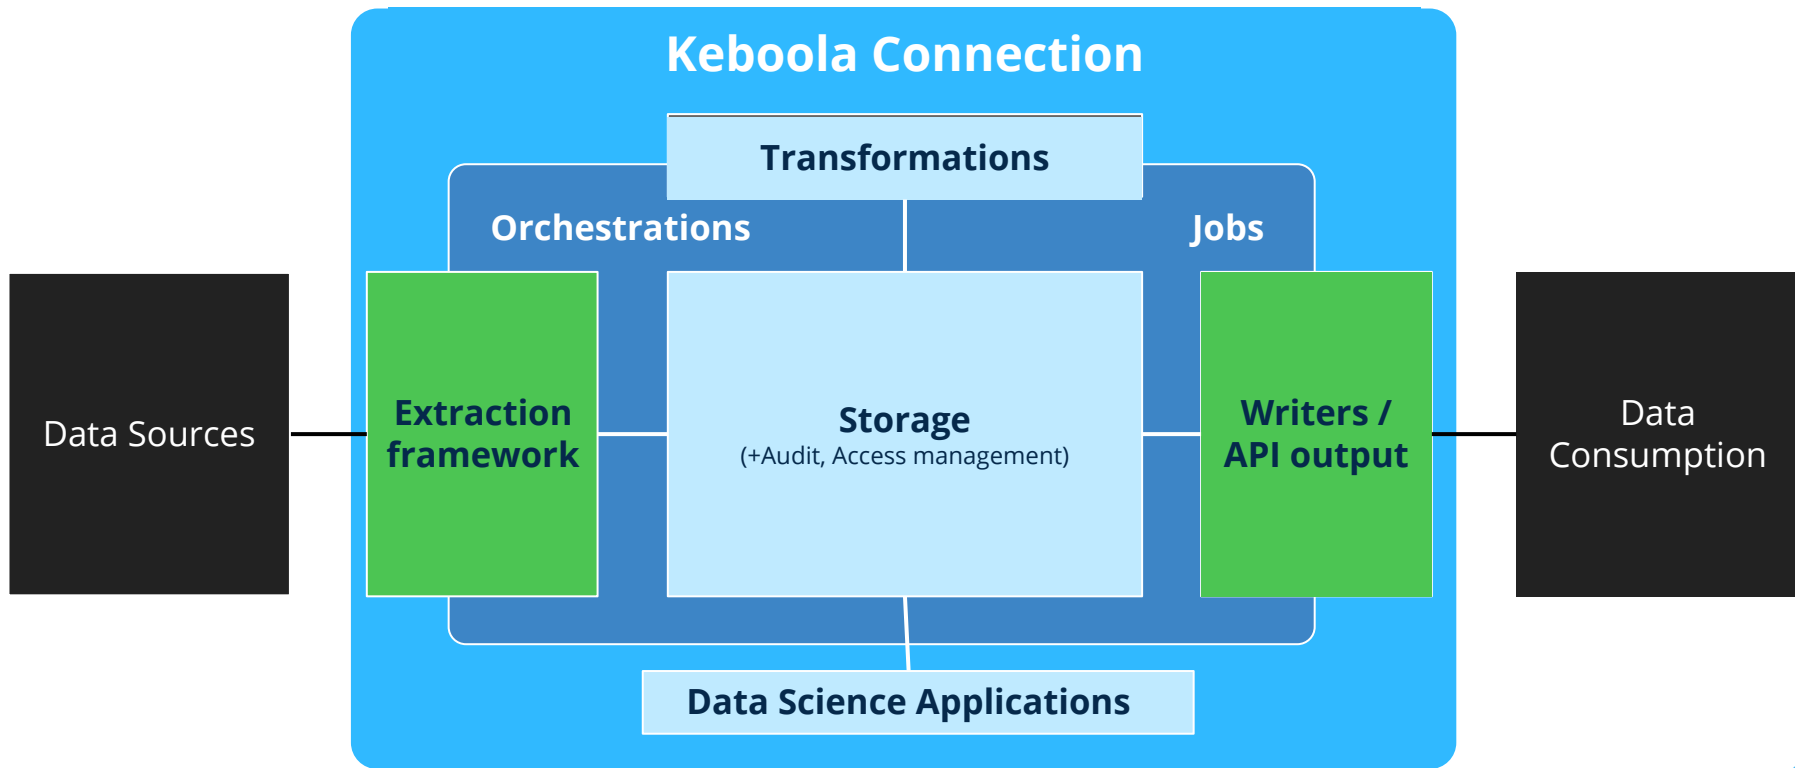 Keboola Connection
Transformations
Orchestrations
Jobs
Data Sources
Extraction
framework
Storage
(+Audit, Access management)
Writers /
API output
Data
Consumption
Data Science Applications